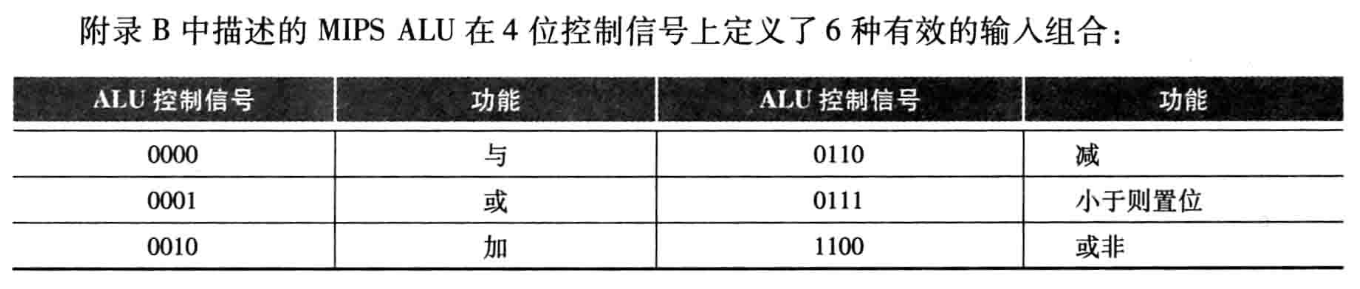 附录 B 中描述的 MIPS ALU 在 4 位控制信号上定义了 6 种有效的输入组合：
ALU 控制信号 功能 ALU 控制信号 功能
0000 与 0110 减
0001 或 0111 小于则置位
0010 加 1100 或非